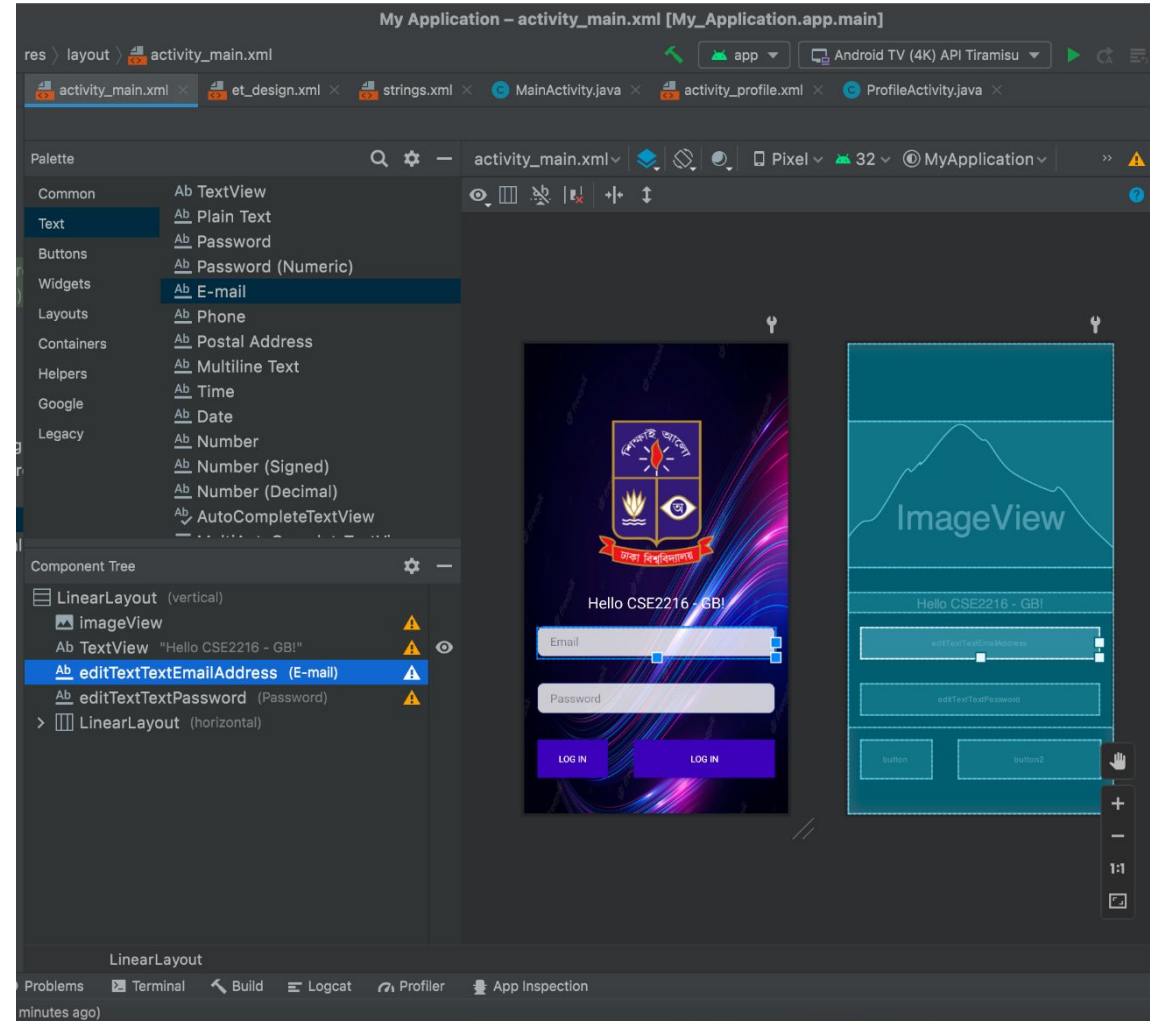 My Application – activity_main.xml [My_Application.app.main]
res 〉 layout 〉 activity_main.xml
app
Android TV (4K) API Tiramisu
activity_main.xml
et_design.xml
strings.xml
MainActivity.java
activity_profile.xml
ProfileActivity.java
Palette
activity_main.xml
Pixel
32
MyApplication
Common
Text
Buttons
Widgets
Layouts
Containers
Helpers
Google
Legacy
Ab TextView
Ab Plain Text
Ab Password
Ab Password (Numeric)
Ab E-mail
Ab Phone
Ab Postal Address
Ab Multiline Text
Ab Time
Ab Date
Ab Number
Ab Number (Signed)
Ab Number (Decimal)
Ab AutoCompleteTextView
Component Tree
LinearLayout (vertical)
imageView
Ab TextView "Hello CSE2216 - GB!"
Ab editTextTextEmailAddress (E-mail)
Ab editTextTextPassword (Password)
LinearLayout (horizontal)
শিক্ষাই আলো
অ
ঢাকা বিশ্ববিদ্যালয়
Hello CSE2216 - GB!
Email
Password
LOG IN
LOG IN
ImageView
Hello CSE2216 - GB!
editTextTextEmailAddress
editTextTextPassword
button
button2
1:1
LinearLayout
Problems
Terminal
Build
Logcat
Profiler
App Inspection
minutes ago)